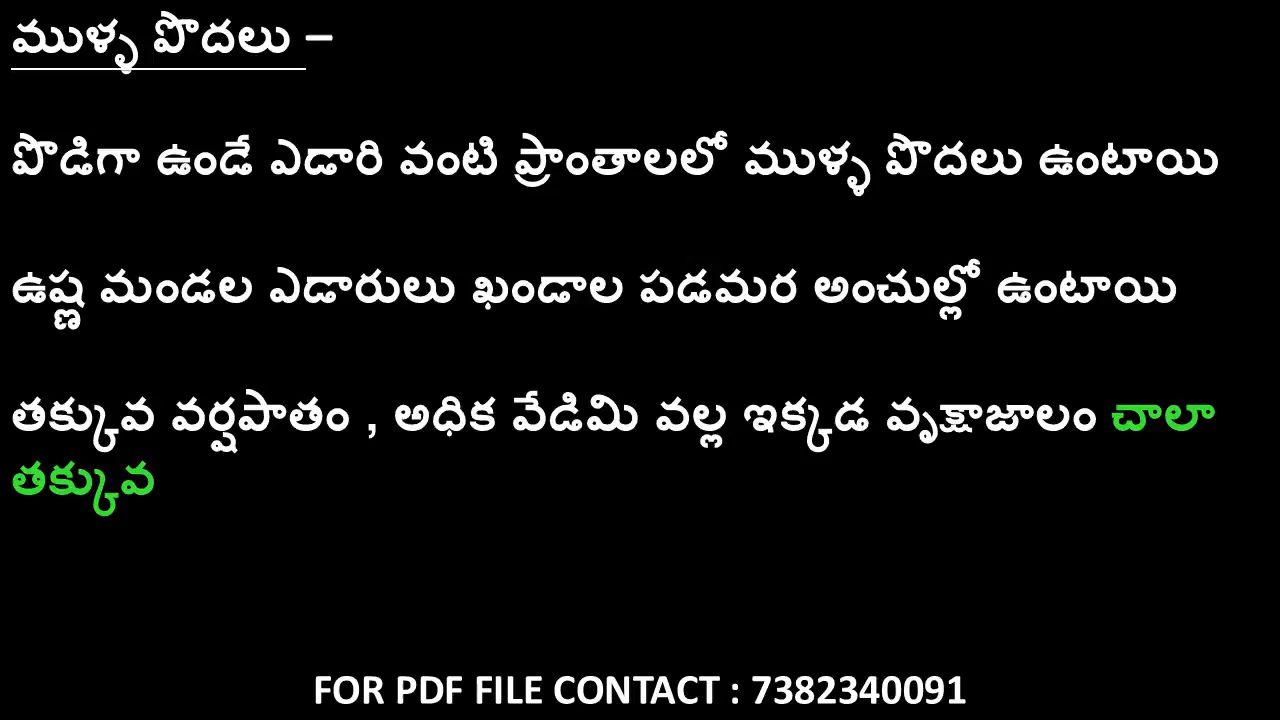 ముళ్ళ పొదలు –
పొడిగా ఉండే ఎడారి వంటి ప్రాంతాలలో ముళ్ళ పొదలు ఉంటాయి
ఉష్ణ మండల ఎడారులు ఖండాల పడమర అంచుల్లో ఉంటాయి
తక్కువ వర్షపాతం , అధిక వేడిమి వల్ల ఇక్కడ వృక్షాజాలం చాలా
తక్కువ
FOR PDF FILE CONTACT : 7382340091